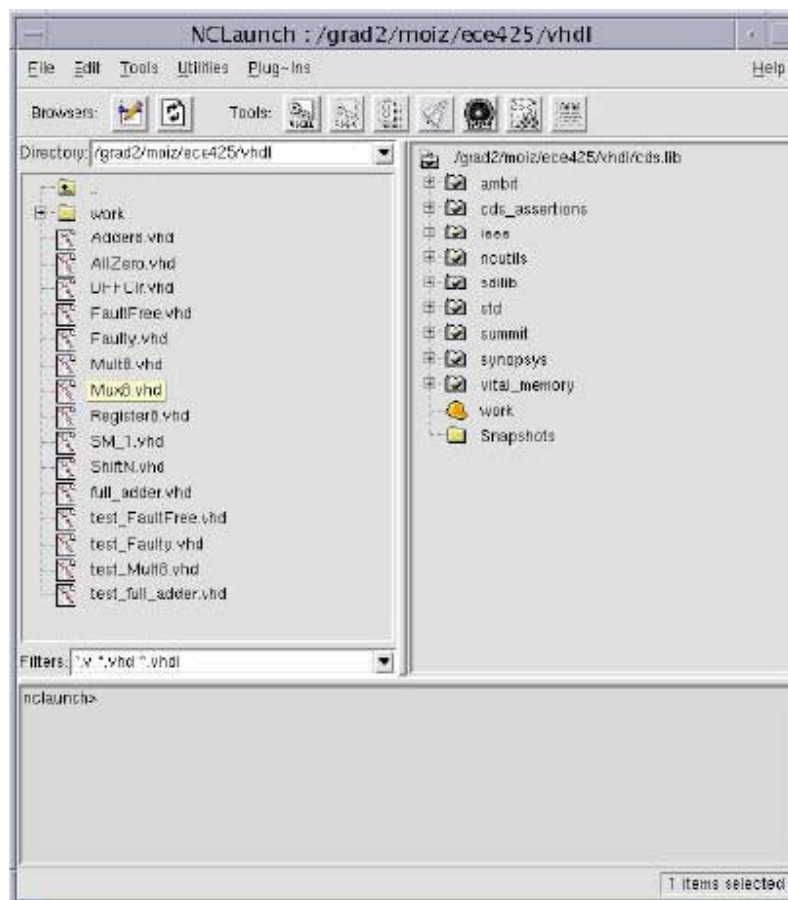 NCLaunch : /grad2/moiz/ece425/vhdl
File Edit Tools Utilities Plug-Ins Help
Browsers: Tools:
Directory: /grad2/moiz/ece425/vhdl
..
work
Adder8.vhd
AllZero.vhd
DFFClr.vhd
FaultFree.vhd
Faulty.vhd
Mult8.vhd
Mux8.vhd
Register8.vhd
SM_1.vhd
ShiftN.vhd
full_adder.vhd
test_FaultFree.vhd
test_Faulty.vhd
test_Mult8.vhd
test_full_adder.vhd
Filters: *.v *.vhd *.vhdl
/grad2/moiz/ece425/vhdl/cds.lib
ambit
cds_assertions
ieee
ncutils
sdilib
std
summit
synopsys
vital_memory
work
Snapshots
nclaunch>
1 items selected